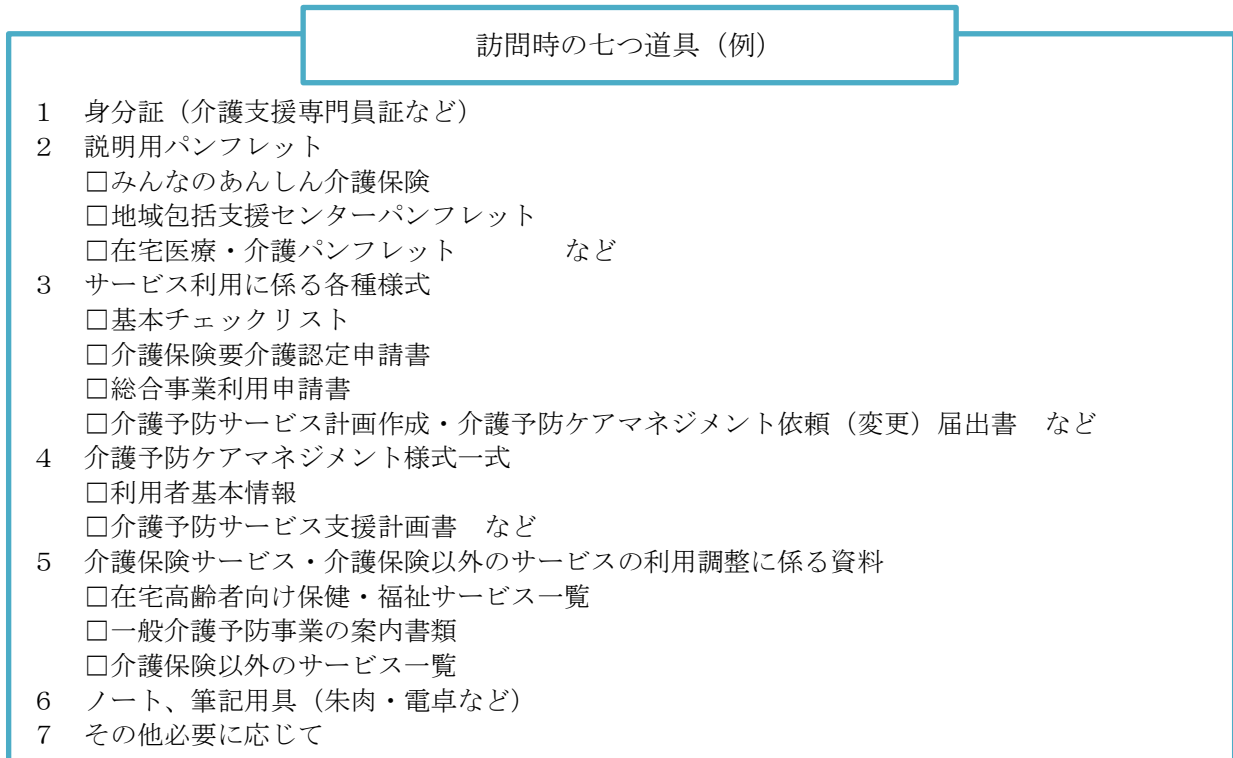 訪問時の七つ道具（例）
１　身分証（介護支援専門員証など）
２　説明用パンフレット
□みんなのあんしん介護保険
□地域包括支援センターパンフレット
□在宅医療・介護パンフレット　　　　など
３　サービス利用に係る各種様式
□基本チェックリスト
□介護保険要介護認定申請書
□総合事業利用申請書
□介護予防サービス計画作成・介護予防ケアマネジメント依頼（変更）届出書　など
４　介護予防ケアマネジメント様式一式
□利用者基本情報
□介護予防サービス支援計画書　など
５　介護保険サービス・介護保険以外のサービスの利用調整に係る資料
□在宅高齢者向け保健・福祉サービス一覧
□一般介護予防事業の案内書類
□介護保険以外のサービス一覧
６　ノート、筆記用具（朱肉・電卓など）
７　その他必要に応じて